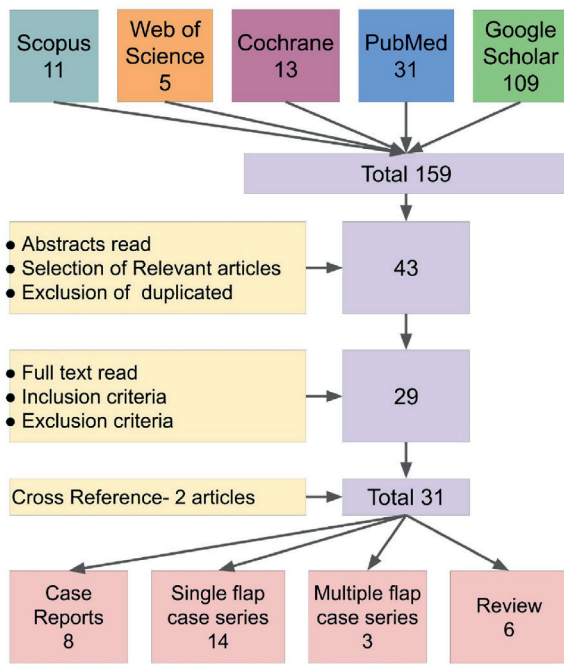 Scopus
11
Web of
Science
5
Cochrane
13
PubMed
31
Google
Scholar
109
Total 159
● Abstracts read
● Selection of Relevant articles
● Exclusion of duplicated
43
● Full text read
● Inclusion criteria
● Exclusion criteria
29
Cross Reference- 2 articles
Total 31
Case
Reports
8
Single flap
case series
14
Multiple flap
case series
3
Review
6